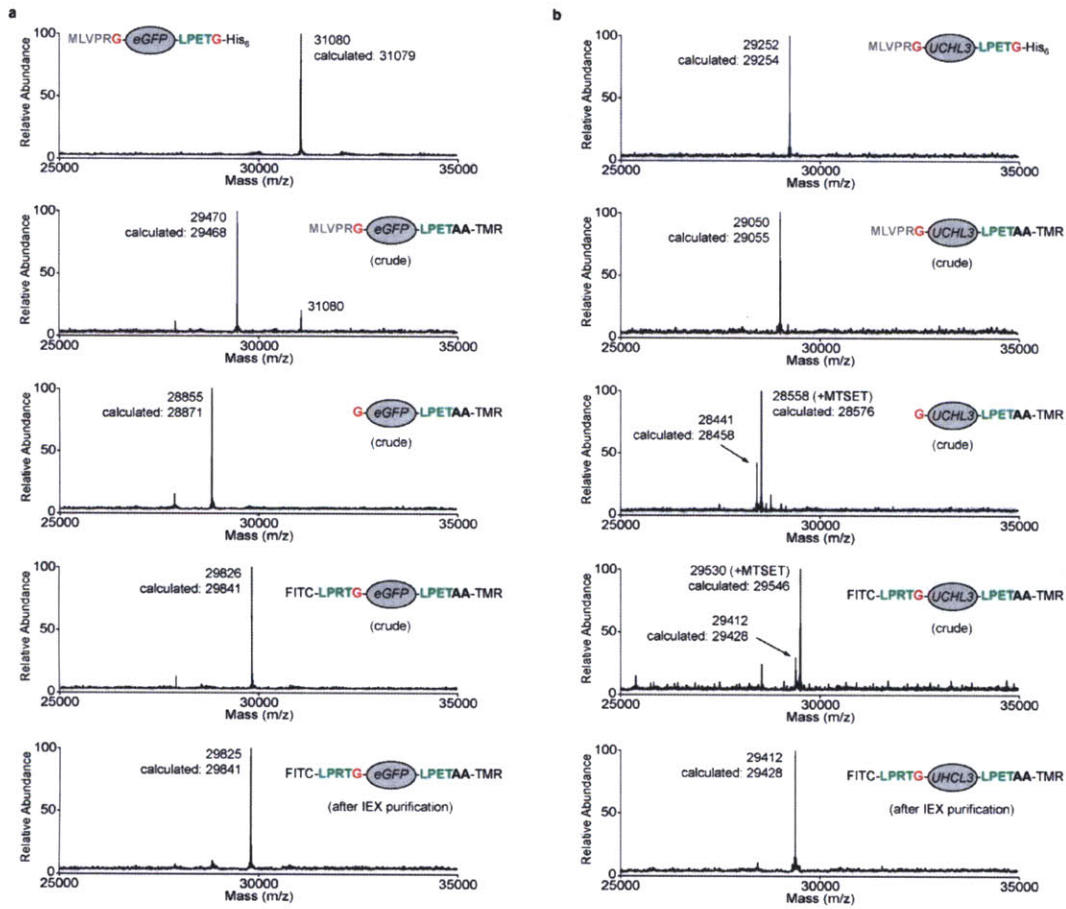 a
100
50
0
Relative Abundance
MLVPRG-eGFP-LPETG-His6
31080
calculated: 31079
25000 30000 35000
Mass (m/z)
100
50
0
Relative Abundance
29470
calculated: 29468
MLVPRG-eGFP-LPETAA-TMR
(crude)
31080
25000 30000 35000
Mass (m/z)
100
50
0
Relative Abundance
28855
calculated: 28871
G-eGFP-LPETAA-TMR
(crude)
25000 30000 35000
Mass (m/z)
100
50
0
Relative Abundance
29826
calculated: 29841
FITC-LPRTG-eGFP-LPETAA-TMR
(crude)
25000 30000 35000
Mass (m/z)
100
50
0
Relative Abundance
29825
calculated: 29841
FITC-LPRTG-eGFP-LPETAA-TMR
(after IEX purification)
25000 30000 35000
Mass (m/z)
b
100
50
0
Relative Abundance
29252
calculated: 29254
MLVPRG-UCHL3-LPETG-His6
25000 30000 35000
Mass (m/z)
100
50
0
Relative Abundance
29050
calculated: 29055
MLVPRG-UCHL3-LPETAA-TMR
(crude)
25000 30000 35000
Mass (m/z)
100
50
0
Relative Abundance
28558 (+MTSET)
calculated: 28576
28441
calculated: 28458
G-UCHL3-LPETAA-TMR
(crude)
25000 30000 35000
Mass (m/z)
100
50
0
Relative Abundance
29530 (+MTSET)
calculated: 29546
29412
calculated: 29428
FITC-LPRTG-UCHL3-LPETAA-TMR
(crude)
25000 30000 35000
Mass (m/z)
100
50
0
Relative Abundance
29412
calculated: 29428
FITC-LPRTG-UHCL3-LPETAA-TMR
(after IEX purification)
25000 30000 35000
Mass (m/z)